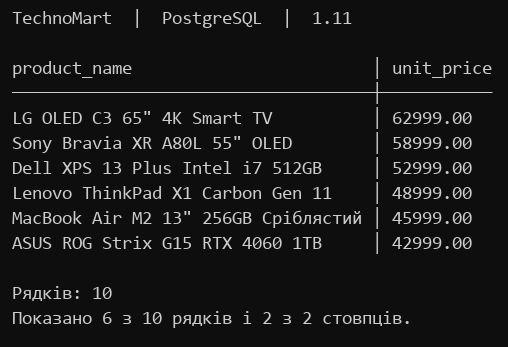 TechnoMart | PostgreSQL | 1.11
product_name | unit_price
LG OLED C3 65" 4K Smart TV | 62999.00
Sony Bravia XR A80L 55" OLED | 58999.00
Dell XPS 13 Plus Intel i7 512GB | 52999.00
Lenovo ThinkPad X1 Carbon Gen 11 | 48999.00
MacBook Air M2 13" 256GB Сріблястий | 45999.00
ASUS ROG Strix G15 RTX 4060 1TB | 42999.00
Рядків: 10
Показано 6 з 10 рядків і 2 з 2 стовпців.